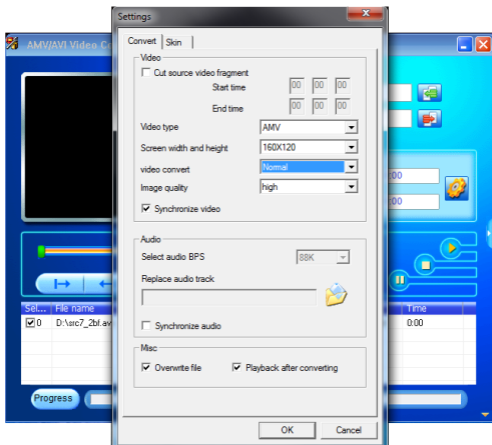 Settings
AMV/AVI Video Co
Convert Skin
Video
Cut source video fragment
Start time 00 00 00
End time 00 00 00
Video type AMV
Screen width and height 160X120
video convert Normal
Image quality high
Synchronize video
Audio
Select audio BPS 88K
Replace audio track
Synchronize audio
Misc
Overwrite file Playback after converting
OK Cancel
:00
:00
Sel... File name Time
0 D:\src7_2bf.av 0:00
Progress